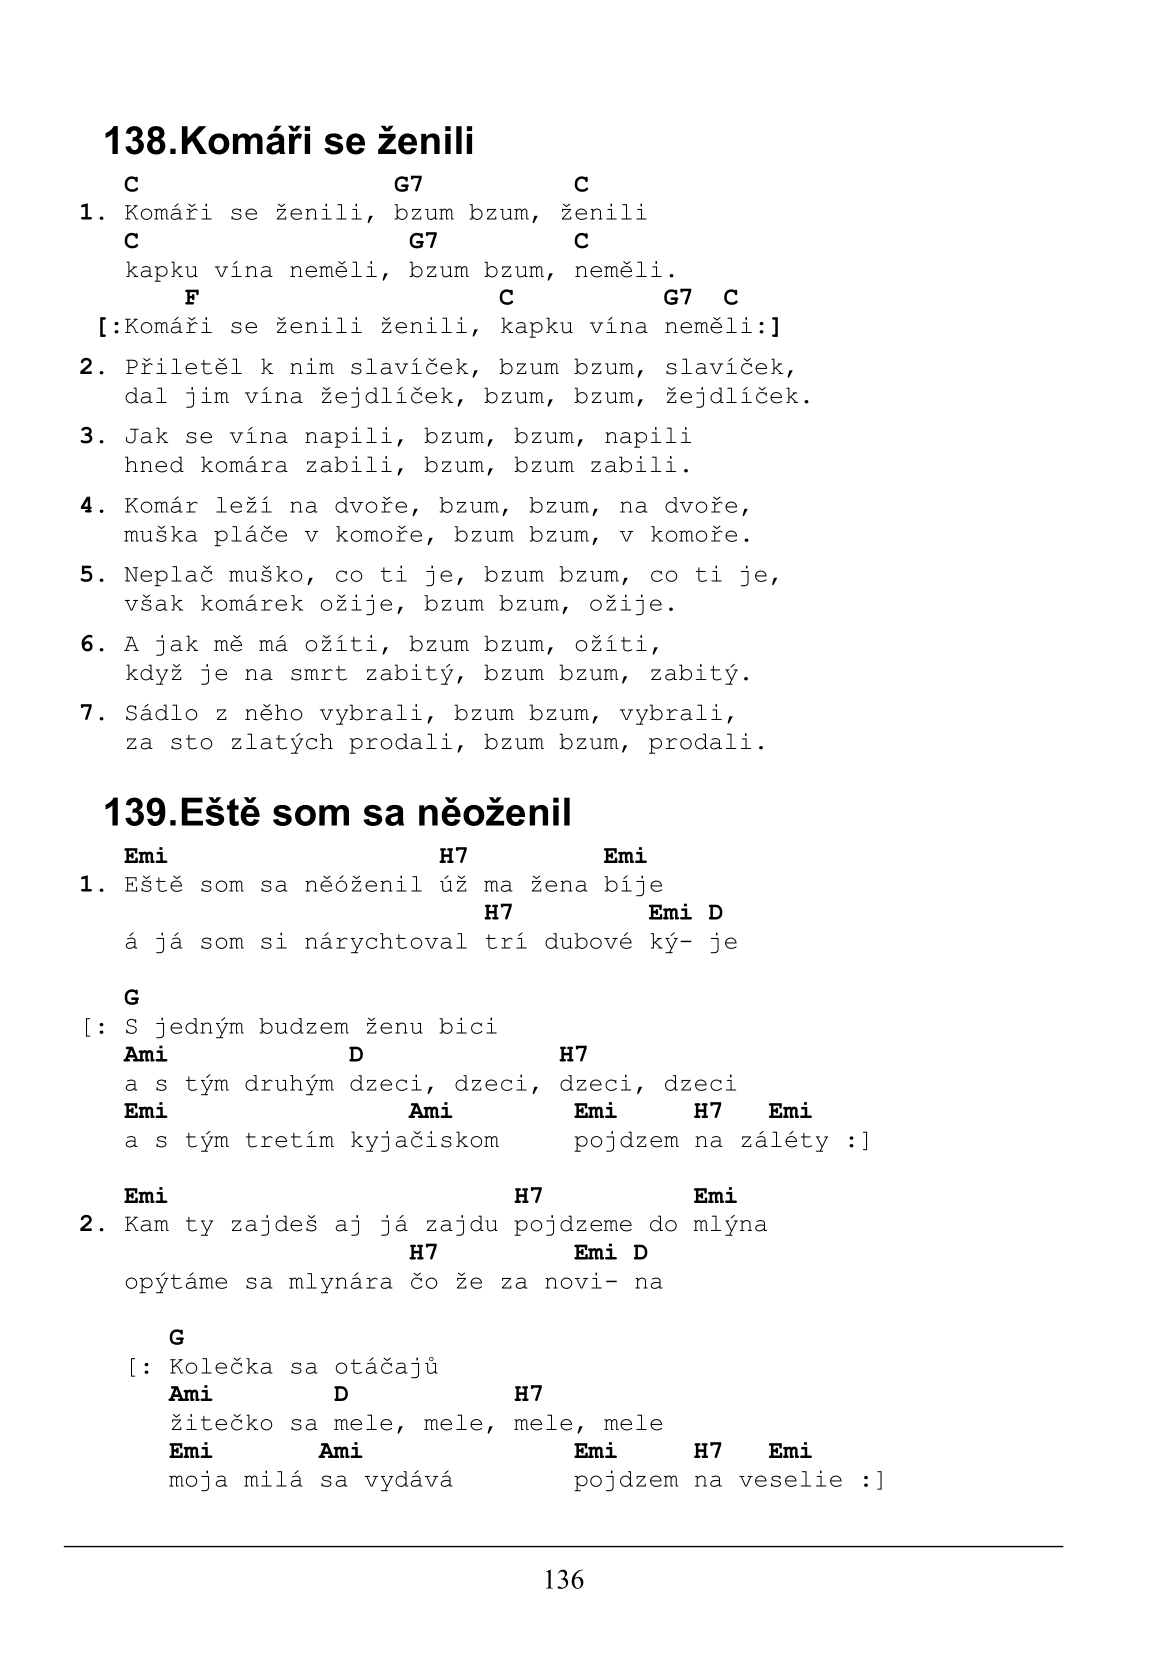 138.Komáři se ženili
C G7 C
1. Komáři se ženili, bzum bzum, ženili
C G7 C
kapku vína neměli, bzum bzum, neměli.
F C G7 C
[:Komáři se ženili ženili, kapku vína neměli:]
2. Přiletěl k nim slavíček, bzum bzum, slavíček,
dal jim vína žejdlíček, bzum, bzum, žejdlíček.
3. Jak se vína napili, bzum, bzum, napili
hned komára zabili, bzum, bzum zabili.
4. Komár leží na dvoře, bzum, bzum, na dvoře,
muška pláče v komoře, bzum bzum, v komoře.
5. Neplač muško, co ti je, bzum bzum, co ti je,
však komárek ožije, bzum bzum, ožije.
6. A jak mě má ožíti, bzum bzum, ožíti,
když je na smrt zabitý, bzum bzum, zabitý.
7. Sádlo z něho vybrali, bzum bzum, vybrali,
za sto zlatých prodali, bzum bzum, prodali.
139.Eště som sa něoženil
Emi H7 Emi
1. Eště som sa něóženil úž ma žena bíje
H7 Emi D
á já som si nárychtoval trí dubové ký- je
G
[: S jedným budzem ženu bici
Ami D H7
a s tým druhým dzeci, dzeci, dzeci, dzeci
Emi Ami Emi H7 Emi
a s tým tretím kyjačiskom pojdzem na záléty :]
Emi H7 Emi
2. Kam ty zajdeš aj já zajdu pojdzeme do mlýna
H7 Emi D
opýtáme sa mlynára čo že za novi- na
G
[: Kolečka sa otáčajů
Ami D H7
žitečko sa mele, mele, mele, mele
Emi Ami Emi H7 Emi
moja milá sa vydává pojdzem na veselie :]
136